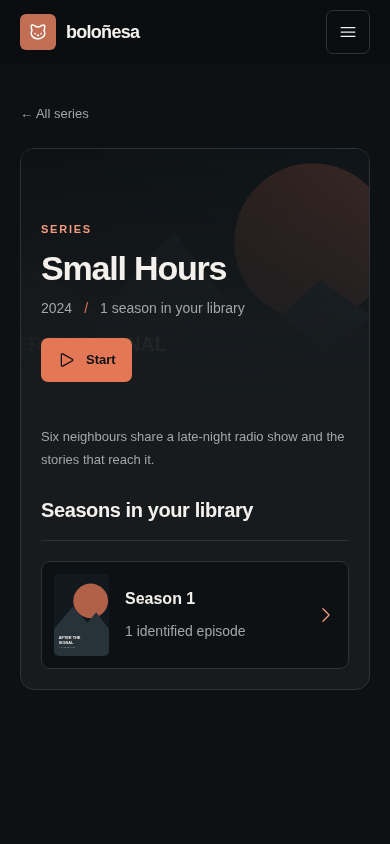 boloñesa
← All series
SERIES
Small Hours
2024 / 1 season in your library
Start
Six neighbours share a late-night radio show and the
stories that reach it.
Seasons in your library
Season 1
1 identified episode
AFTER THE
SIGNAL